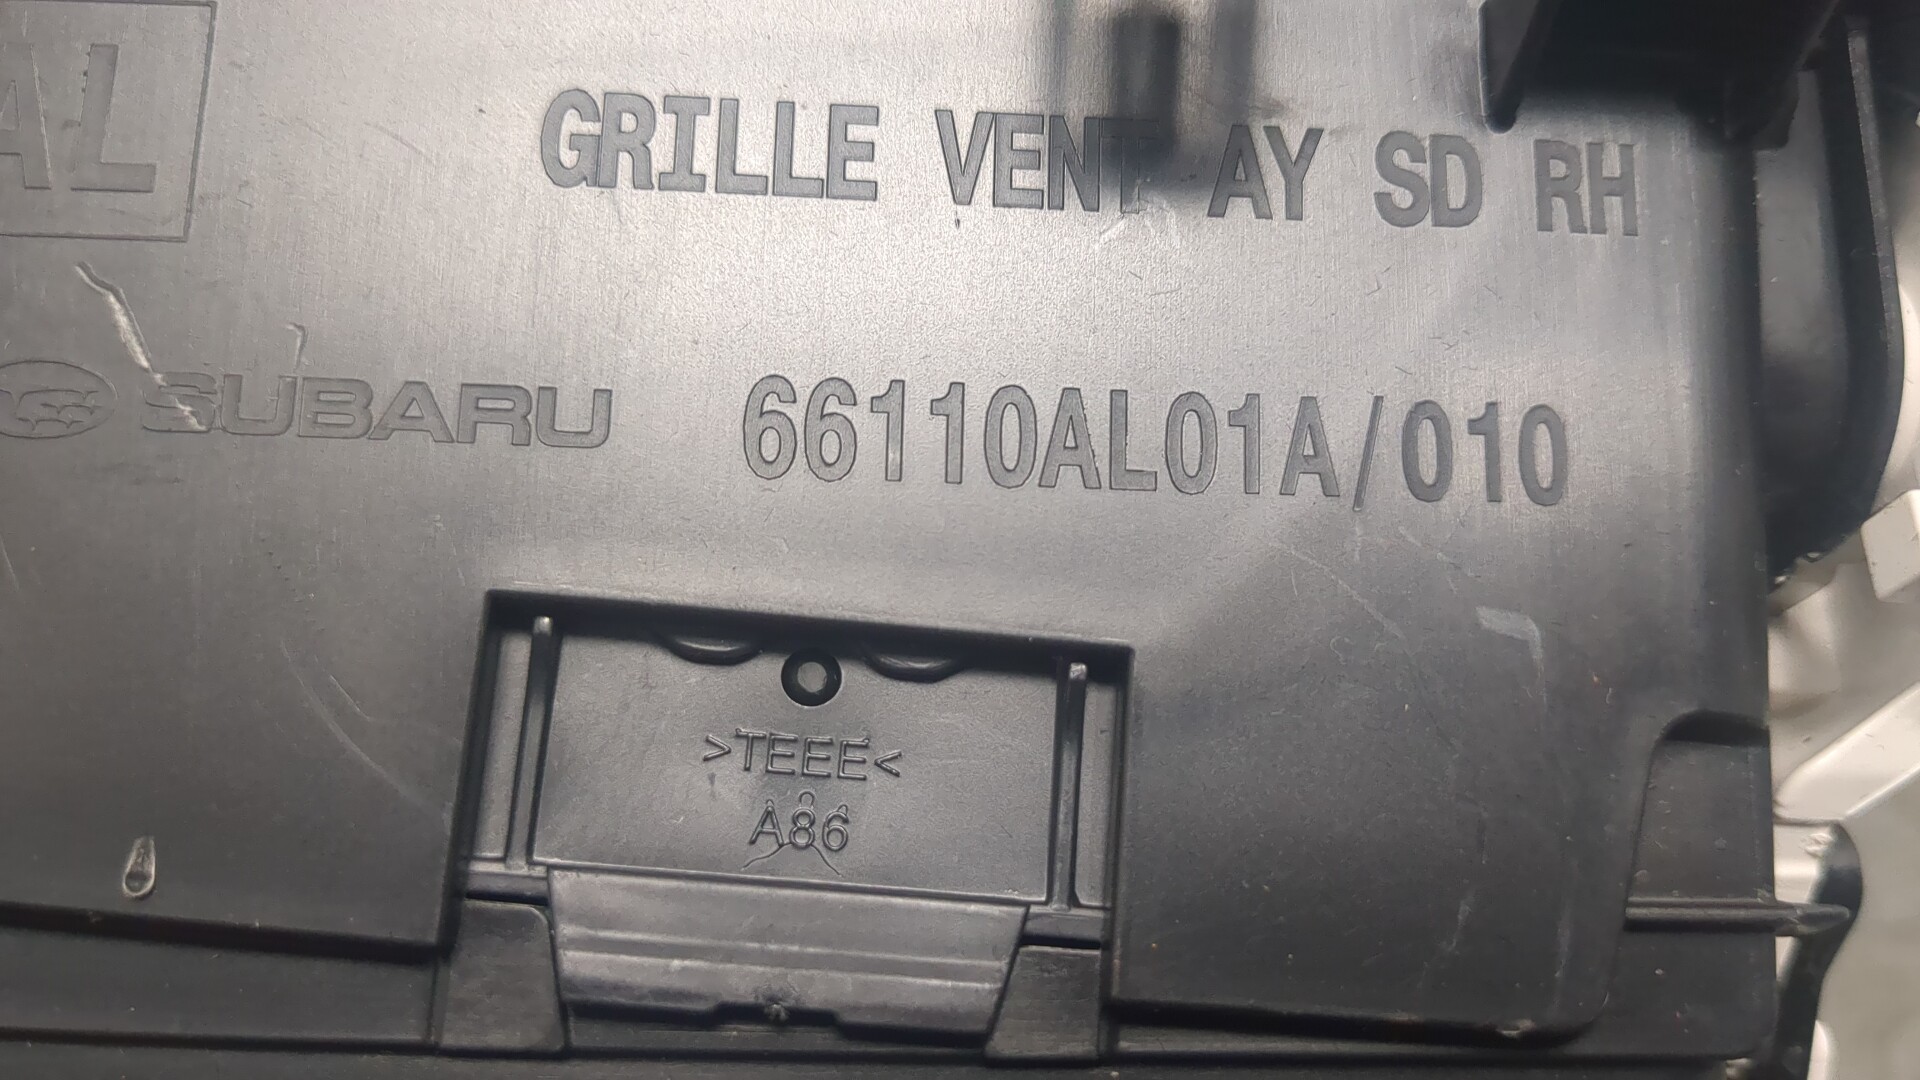 AL
GRILLE VENT AY SD RH
SUBARU 66110AL01A/010
>TEEE<
A86